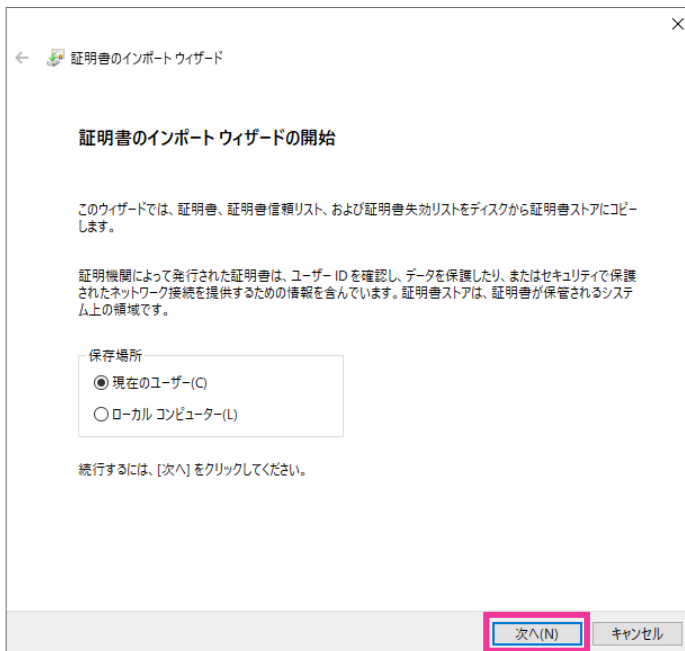 証明書のインポート ウィザード
証明書のインポート ウィザードの開始
このウィザードでは、証明書、証明書信頼リスト、および証明書失効リストをディスクから証明書ストアにコピー
します。
証明機関によって発行された証明書は、ユーザー ID を確認し、データを保護したり、またはセキュリティで保護
されたネットワーク接続を提供するための情報を含んでいます。証明書ストアは、証明書が保管されるシステ
ム上の領域です。
保存場所
現在のユーザー(C)
ローカル コンピューター(L)
続行するには、[次へ] をクリックしてください。
次へ(N)
キャンセル